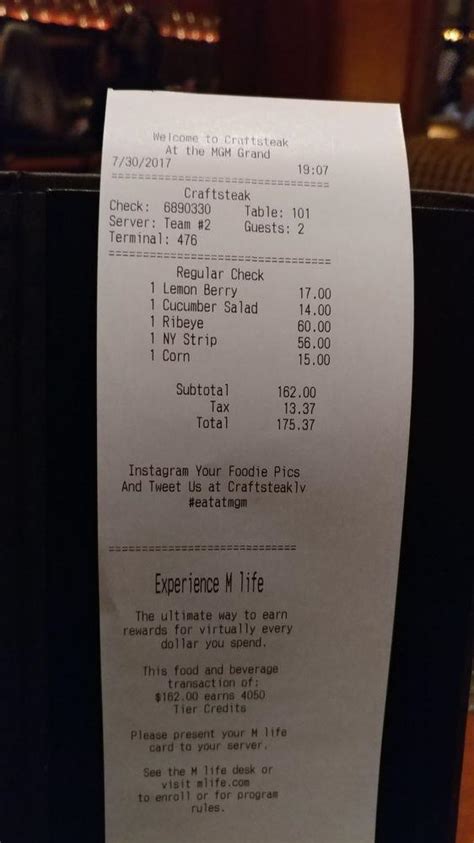 Welcome to Craftsteak
At the MGM Grand
7/30/2017 19:07
==============================
Craftsteak
Check: 6890330 Table: 101
Server: Team #2 Guests: 2
Terminal: 476
==============================
Regular Check
1 Lemon Berry 17.00
1 Cucumber Salad 14.00
1 Ribeye 60.00
1 NY Strip 56.00
1 Corn 15.00
Subtotal 162.00
Tax 13.37
Total 175.37
Instagram Your Foodie Pics
And Tweet Us at Craftsteaklv
#eatatmgm
==============================
Experience M life
The ultimate way to earn
rewards for virtually every
dollar you spend.
This food and beverage
transaction of:
$162.00 earns 4050
Tier Credits
Please present your M life
card to your server.
See the M life desk or
visit mlife.com
to enroll or for program
rules.